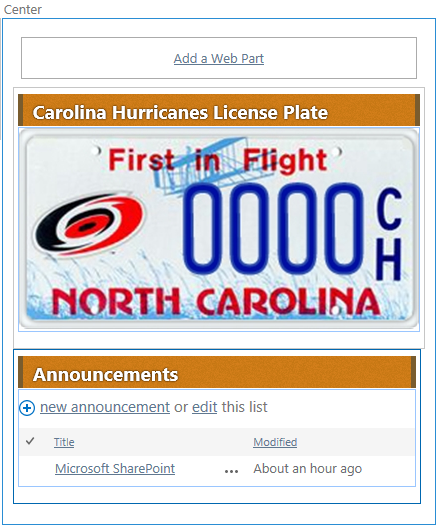 Center
Add a Web Part
Carolina Hurricanes License Plate
First in Flight
0000 CH
NORTH CAROLINA
Announcements
new announcement or edit this list
Title Modified
Microsoft SharePoint ••• About an hour ago